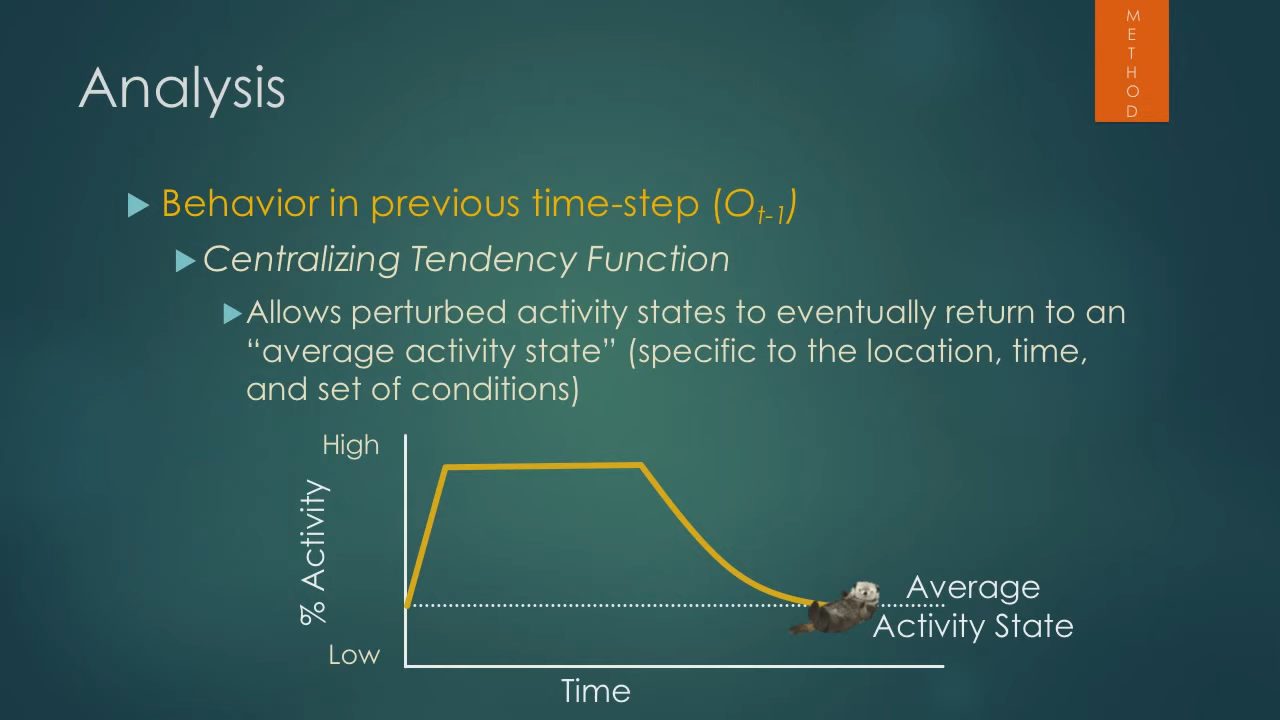 METHOD
Analysis
Behavior in previous time-step (Ot-1)
Centralizing Tendency Function
Allows perturbed activity states to eventually return to an
“average activity state” (specific to the location, time,
and set of conditions)
High
% Activity
Low
Time
Average
Activity State